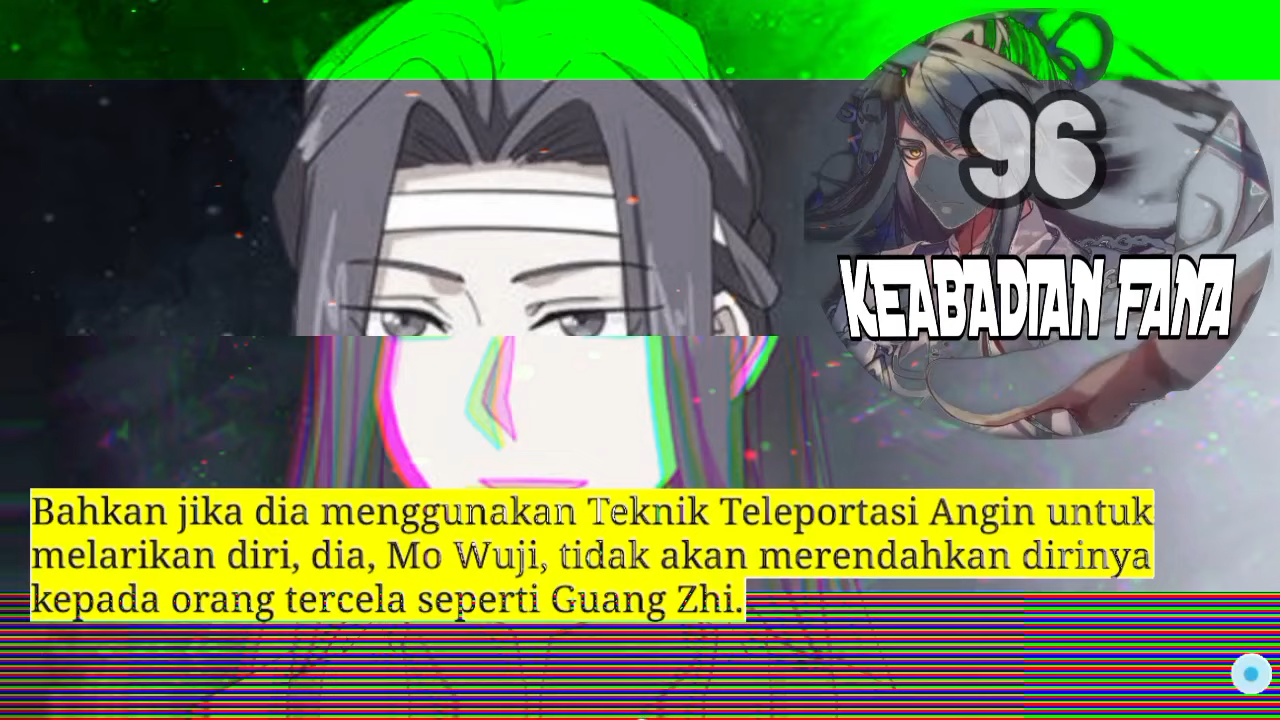 96
KEABADIAN FANA
Bahkan jika dia menggunakan Teknik Teleportasi Angin untuk
melarikan diri, dia, Mo Wuji, tidak akan merendahkan dirinya
kepada orang tercela seperti Guang Zhi.